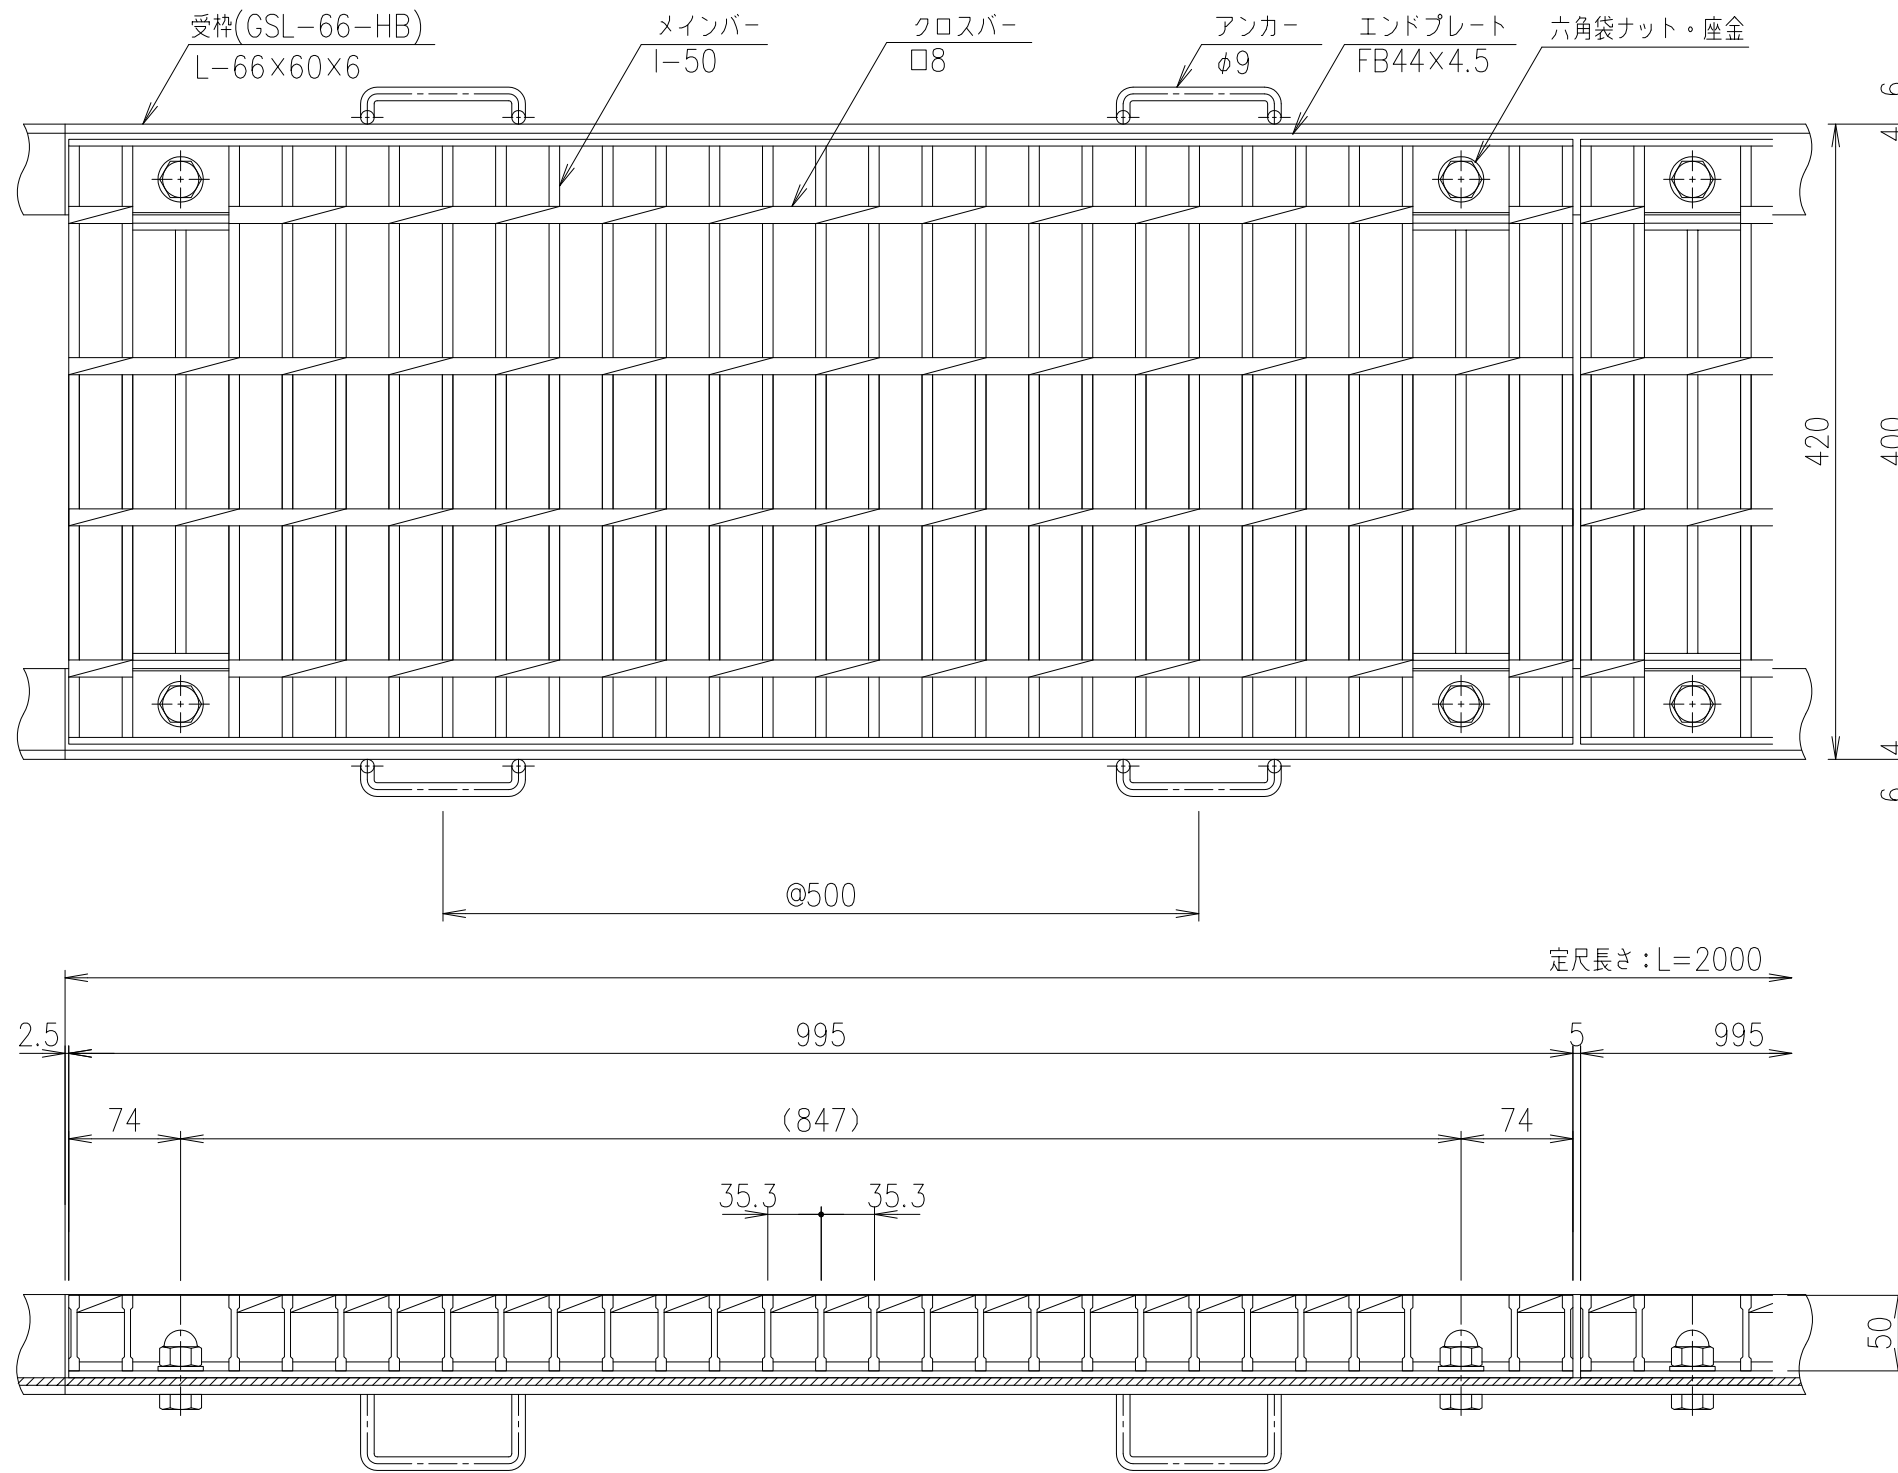 受枠(GSL-66-HB)
L-66×60×6
メインバー
I-50
クロスバー
□8
アンカー
φ9
エンドプレート
FB44×4.5
六角袋ナット・座金
6
4
420
400
4
6
@500
定尺長さ：L=2000
2.5
995
5
995
74
(847)
74
35.3
35.3
50